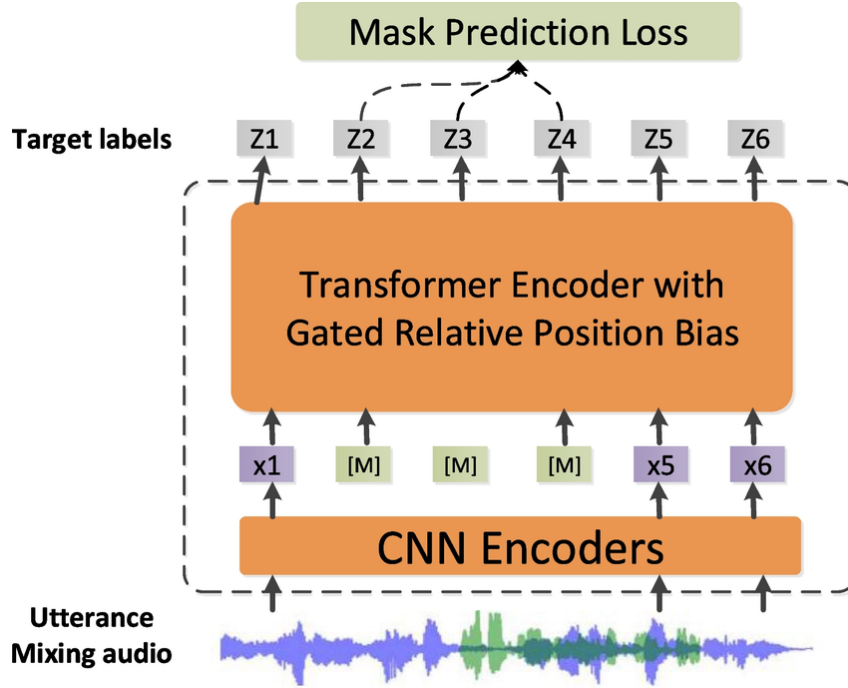 Mask Prediction Loss
Target labels
Z1 Z2 Z3 Z4 Z5 Z6
Transformer Encoder with
Gated Relative Position Bias
x1 [M] [M] [M] x5 x6
CNN Encoders
Utterance
Mixing audio